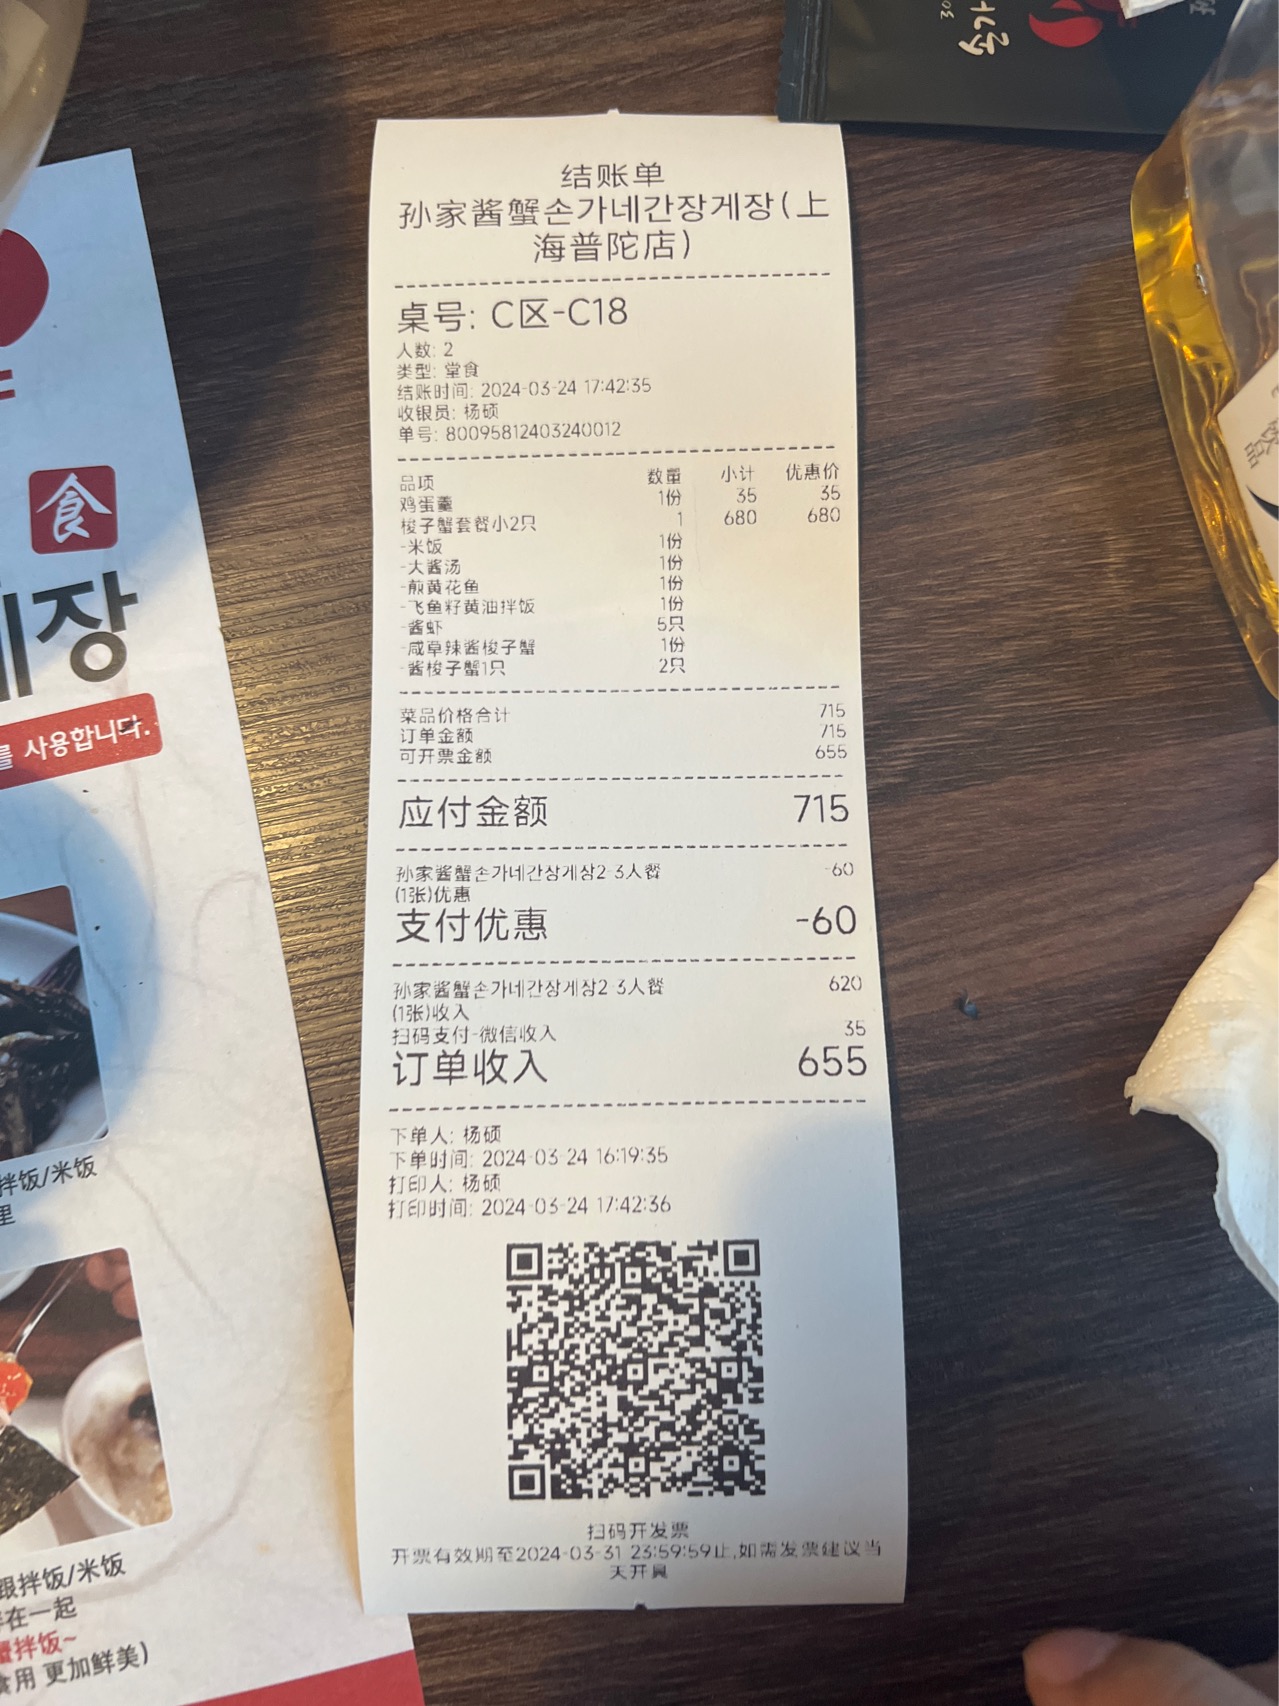 结账单
孙家酱蟹손가네간장게장(上
海普陀店)
桌号: C区-C18
人数: 2
类型: 堂食
结账时间: 2024-03-24 17:42:35
收银员: 杨硕
单号: 80095812403240012
品项 数量 小计 优惠价
鸡蛋羹 1份 35 35
梭子蟹套餐小2只 1 680 680
-米饭 1份
-大酱汤 1份
-煎黄花鱼 1份
-飞鱼籽黄油拌饭 1份
-酱虾 5只
-咸草辣酱梭子蟹 1份
-酱梭子蟹1只 2只
菜品价格合计 715
订单金额 715
可开票金额 655
应付金额 715
孙家酱蟹손가네간장게장2-3人餐 -60
(1张)优惠
支付优惠 -60
孙家酱蟹손가네간장게장2-3人餐 620
(1张)收入
扫码支付-微信收入 35
订单收入 655
下单人: 杨硕
下单时间: 2024-03-24 16:19:35
打印人: 杨硕
打印时间: 2024-03-24 17:42:36
扫码开发票
开票有效期至2024-03-31 23:59:59止,如需发票建议当
天开具
食
장
를 사용합니다.
拌饭/米饭
里
跟拌饭/米饭
在一起
蟹拌饭~
食用 更加鲜美)
30